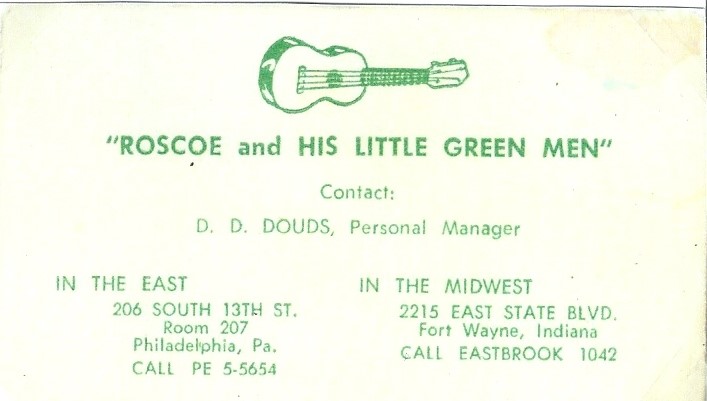 "ROSCOE and HIS LITTLE GREEN MEN"
Contact:
D. D. DOUDS, Personal Manager
IN THE EAST
206 SOUTH 13TH ST.
Room 207
Philadelphia, Pa.
CALL PE 5-5654
IN THE MIDWEST
2215 EAST STATE BLVD.
Fort Wayne, Indiana
CALL EASTBROOK 1042